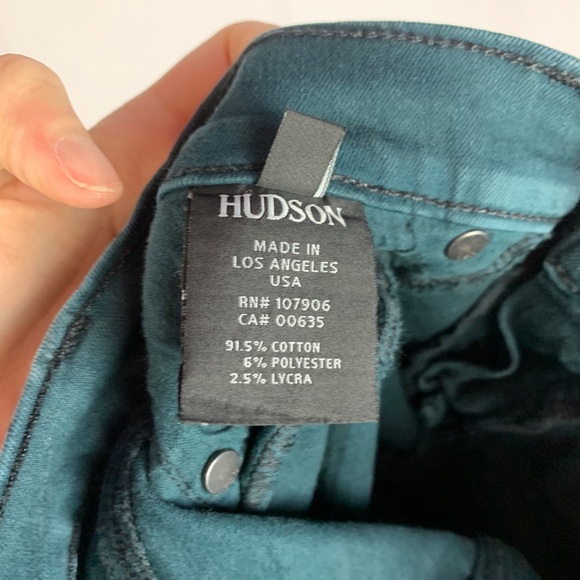 HUDSON
MADE IN
LOS ANGELES
USA
RN# 107906
CA# 00635
91.5% COTTON
6% POLYESTER
2.5% LYCRA